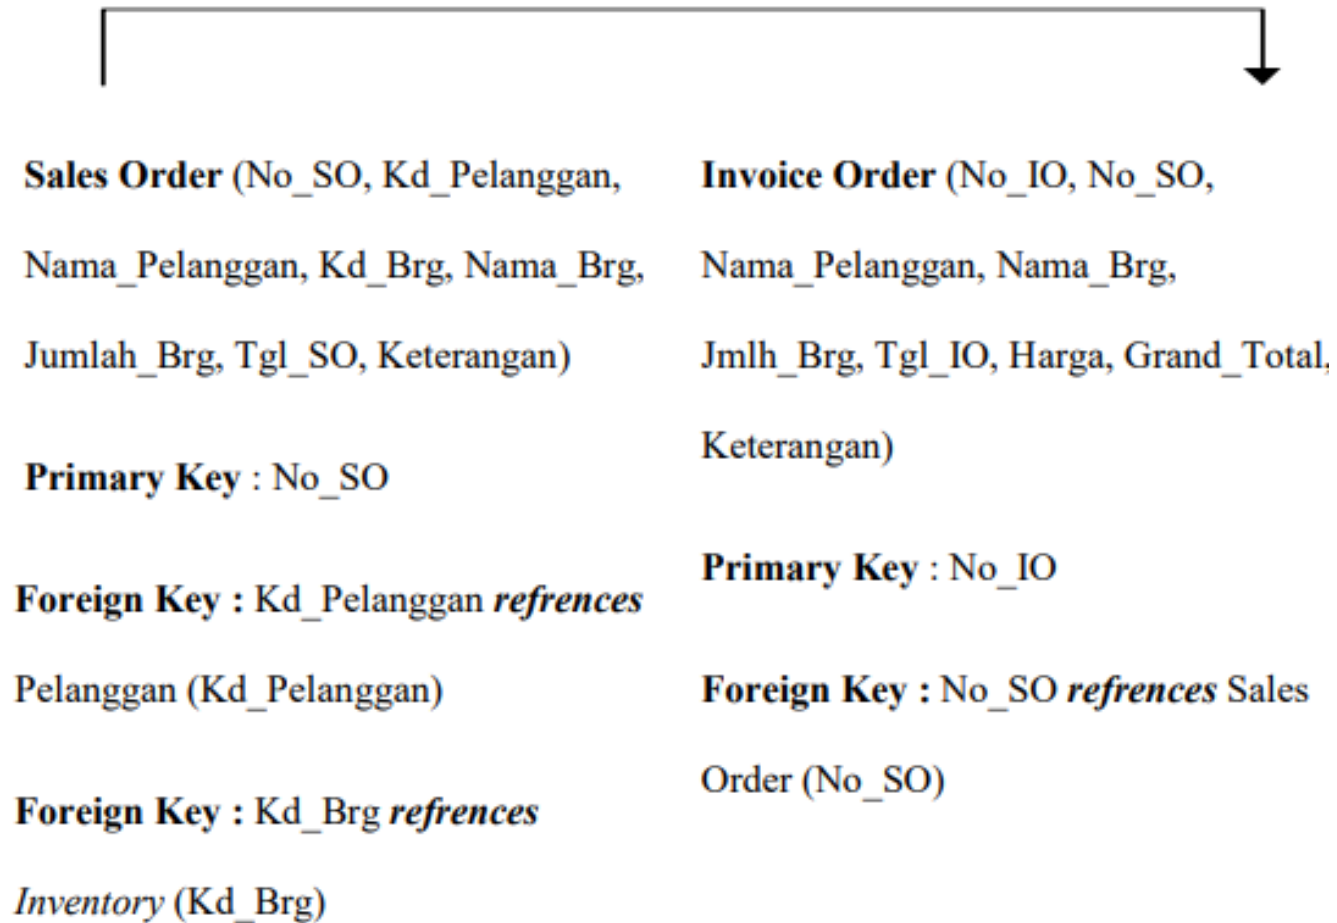 Sales Order (No_SO, Kd_Pelanggan,
Nama_Pelanggan, Kd_Brg, Nama_Brg,
Jumlah_Brg, Tgl_SO, Keterangan)
Primary Key : No_SO
Foreign Key : Kd_Pelanggan refrences
Pelanggan (Kd_Pelanggan)
Foreign Key : Kd_Brg refrences
Inventory (Kd_Brg)
Invoice Order (No_IO, No_SO,
Nama_Pelanggan, Nama_Brg,
Jmlh_Brg, Tgl_IO, Harga, Grand_Total,
Keterangan)
Primary Key : No_IO
Foreign Key : No_SO refrences Sales
Order (No_SO)